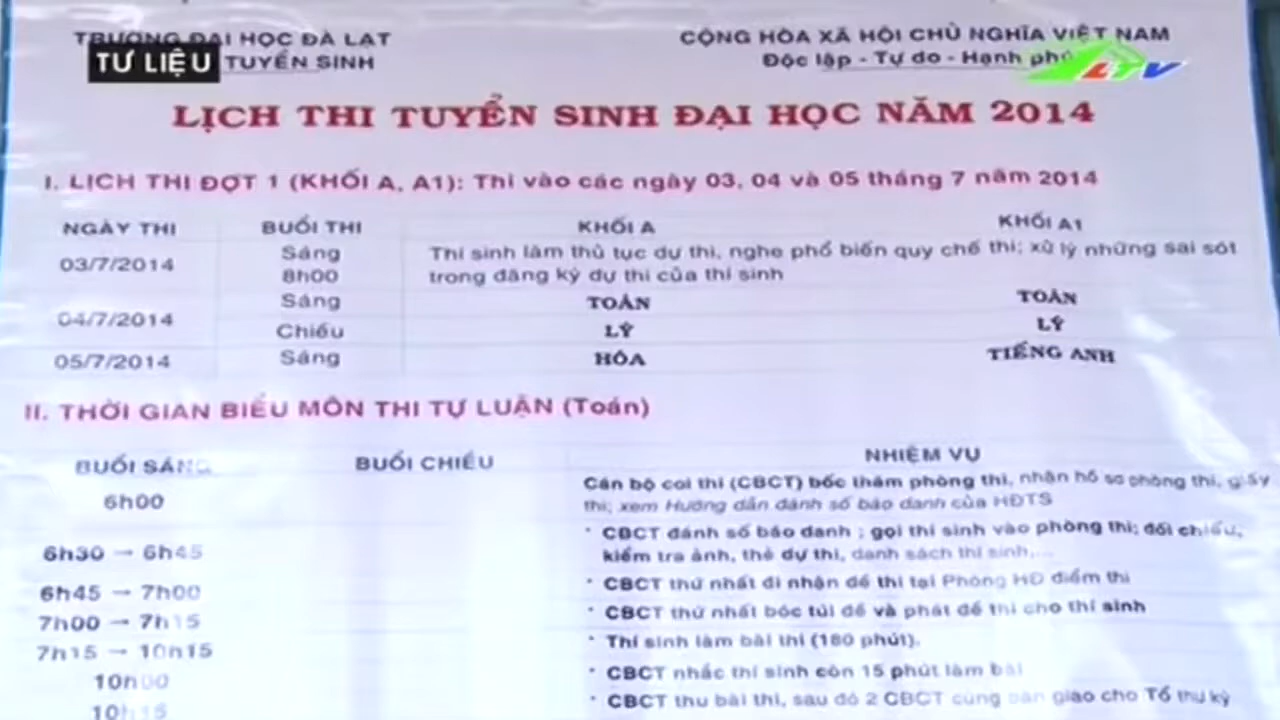 TRƯỜNG ĐẠI HỌC ĐÀ LẠT
TƯ LIỆU TUYỂN SINH
CỘNG HÒA XÃ HỘI CHỦ NGHĨA VIỆT NAM
Độc lập - Tự do - Hạnh phú
LTV
LỊCH THI TUYỂN SINH ĐẠI HỌC NĂM 2014
I. LỊCH THI ĐỢT 1 (KHỐI A, A1): Thi vào các ngày 03, 04 và 05 tháng 7 năm 2014
NGÀY THI BUỔI THI KHỐI A KHỐI A1
03/7/2014 Sáng 8h00 Thí sinh làm thủ tục dự thi, nghe phổ biến quy chế thi; xử lý những sai sót
trong đăng ký dự thi của thí sinh
04/7/2014 Sáng TOÁN TOÁN
Chiều LÝ LÝ
05/7/2014 Sáng HÓA TIẾNG ANH
II. THỜI GIAN BIỂU MÔN THI TỰ LUẬN (Toán)
BUỔI SÁNG BUỔI CHIỀU NHIỆM VỤ
6h00 Cán bộ coi thi (CBCT) bốc thăm phòng thi, nhận hồ sơ phòng thi, giấy
thi; xem Hướng dẫn đánh số báo danh của HĐTS
6h30 → 6h45 * CBCT đánh số báo danh ; gọi thí sinh vào phòng thi; đối chiếu,
kiểm tra ảnh, thẻ dự thi, danh sách thí sinh,...
6h45 → 7h00 * CBCT thứ nhất đi nhận đề thi tại Phòng HĐ điểm thi
7h00 → 7h15 * CBCT thứ nhất bóc túi đề và phát đề thi cho thí sinh
7h15 → 10h15 * Thí sinh làm bài thi (180 phút).
10h00 * CBCT nhắc thí sinh còn 15 phút làm bài
10h15 * CBCT thu bài thi, sau đó 2 CBCT cùng bàn giao cho Tổ thư ký